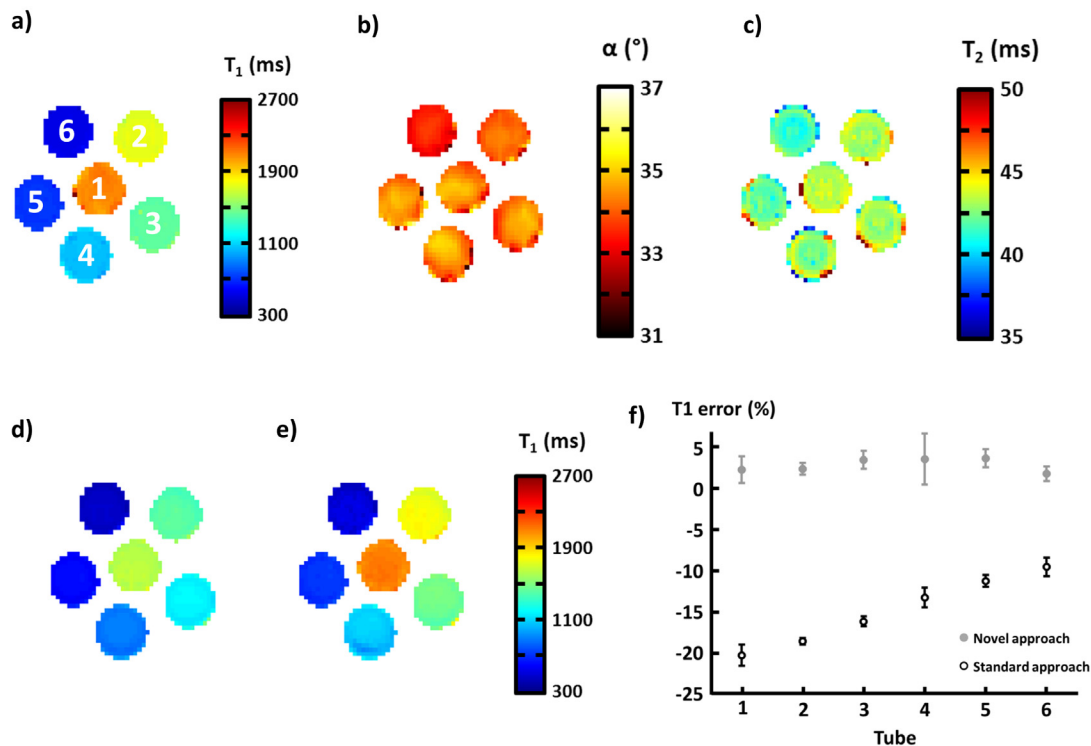 a)
T1 (ms)
2700
1900
1100
300
6
2
1
5
3
4
b)
α (°)
37
35
33
31
c)
T2 (ms)
50
45
40
35
d)
e)
T1 (ms)
2700
1900
1100
300
f)
T1 error (%)
5
0
-5
-10
-15
-20
-25
Novel approach
Standard approach
1 2 3 4 5 6
Tube